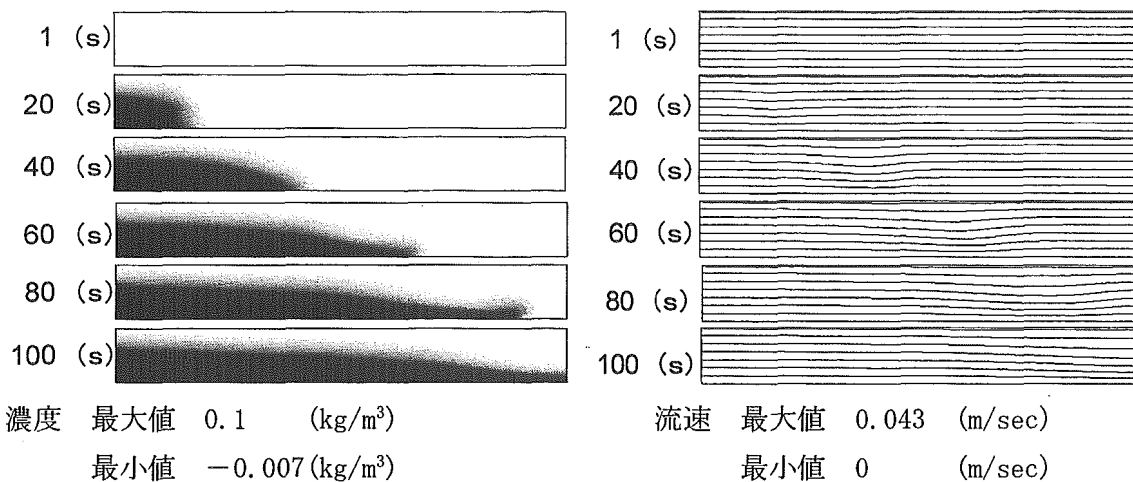 1 (s)
20 (s)
40 (s)
60 (s)
80 (s)
100 (s)
濃度 最大値 0.1 (kg/m³)
最小値 −0.007(kg/m³)
1 (s)
20 (s)
40 (s)
60 (s)
80 (s)
100 (s)
流速 最大値 0.043 (m/sec)
最小値 0 (m/sec)